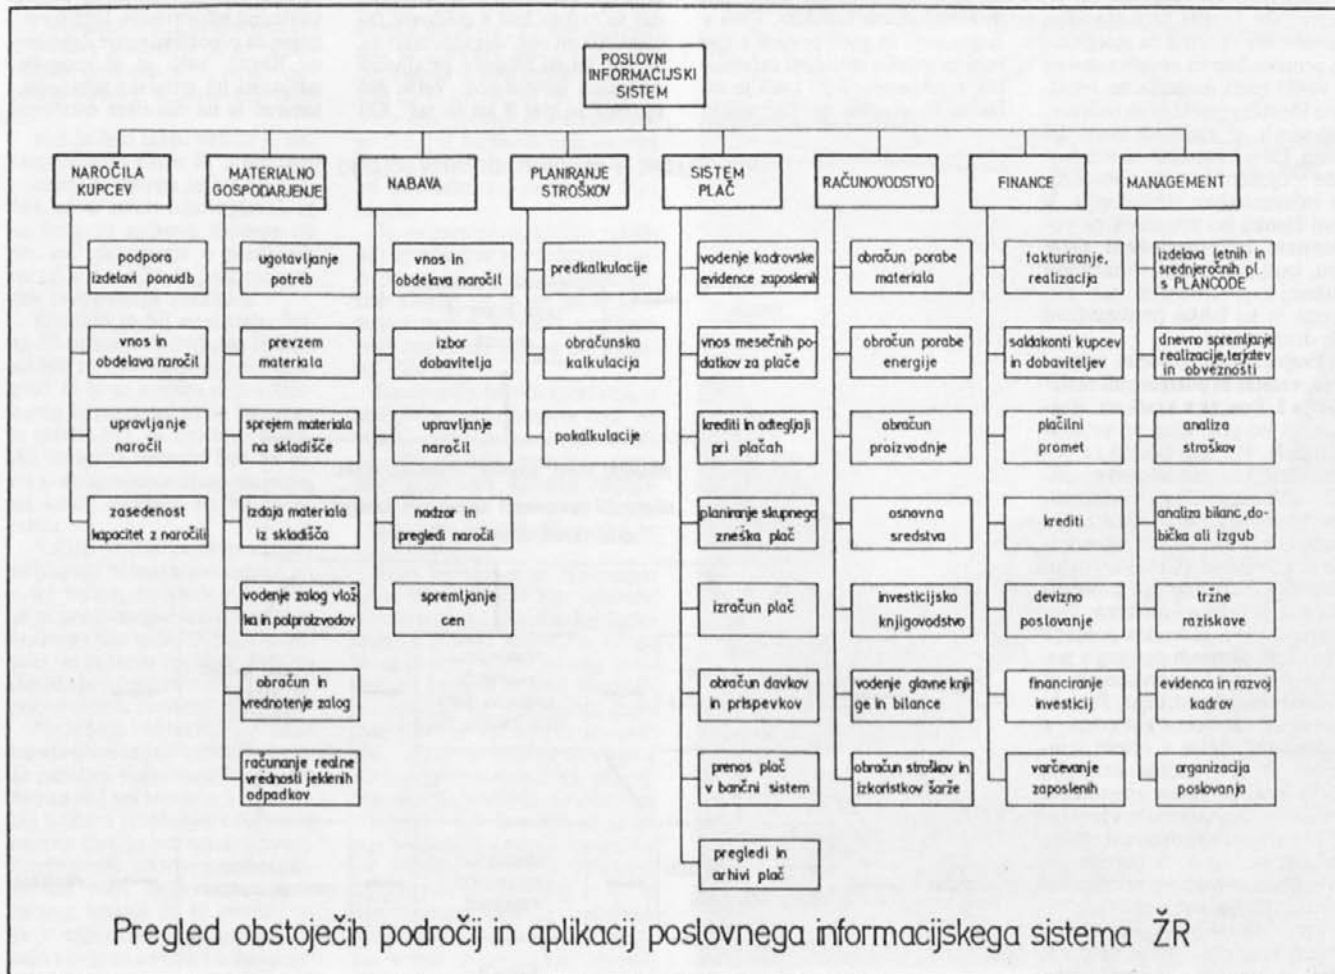 POSLOVNI
INFORMACIJSKI
SISTEM
NAROČILA
KUPCEV
podpora
izdelavi ponudb
vnos in
obdelava naročil
upravljanje
naročil
zasedenost
kapacitet z naročili
MATERIALNO
GOSPODARJENJE
ugotavljanje
potreb
prevzem
materiala
sprejem materiala
na skladišče
izdaja materiala
iz skladišča
vodenje zalog vlož
ka in polproizvodov
obračun in
vrednotenje zalog
računanje realne
vrednosti jeklenih
odpadkov
NABAVA
vnos in
obdelava naročil
izbor
dobavitelja
upravljanje
naročil
nadzor in
pregledi naročil
spremljanje
cen
PLANIRANJE
STROŠKOV
predkalkulacije
obračunska
kalkulacija
pokalkulacije
SISTEM
PLAČ
vodenje kadrovske
evidence zaposlenih
vnos mesečnih po
datkov za plače
krediti in odtegljaji
pri plačah
planiranje skupnega
zneška plač
izračun plač
obračun davkov
in prispevkov
prenos plač
v bančni sistem
pregledi in
arhivi plač
RAČUNOVODSTVO
obračun porabe
materiala
obračun porabe
energije
obračun
proizvodnje
osnovna
sredstva
investicijsko
knjigovodstvo
vodenje glavne knji-
ge in bilance
obračun stroškov in
izkoristkov šarže
FINANCE
fakturiranje,
realizacija
saldakonti kupcev
in dobaviteljev
plačilni
promet
krediti
devizno
poslovanje
financiranje
investicij
varčevanje
zaposlenih
MANAGEMENT
izdelava letnih in
srednjeročnih pl.
s PLANCODE
dnevno spremljanje
realizacije, terjatev
in obveznosti
analiza
stroškov
analiza bilanc, do-
bička ali izgub
tržne
raziskave
evidenca in razvoj
kadrov
organizacija
poslovanja
Pregled obstoječih področij in aplikacij poslovnega informacijskega sistema ŽR